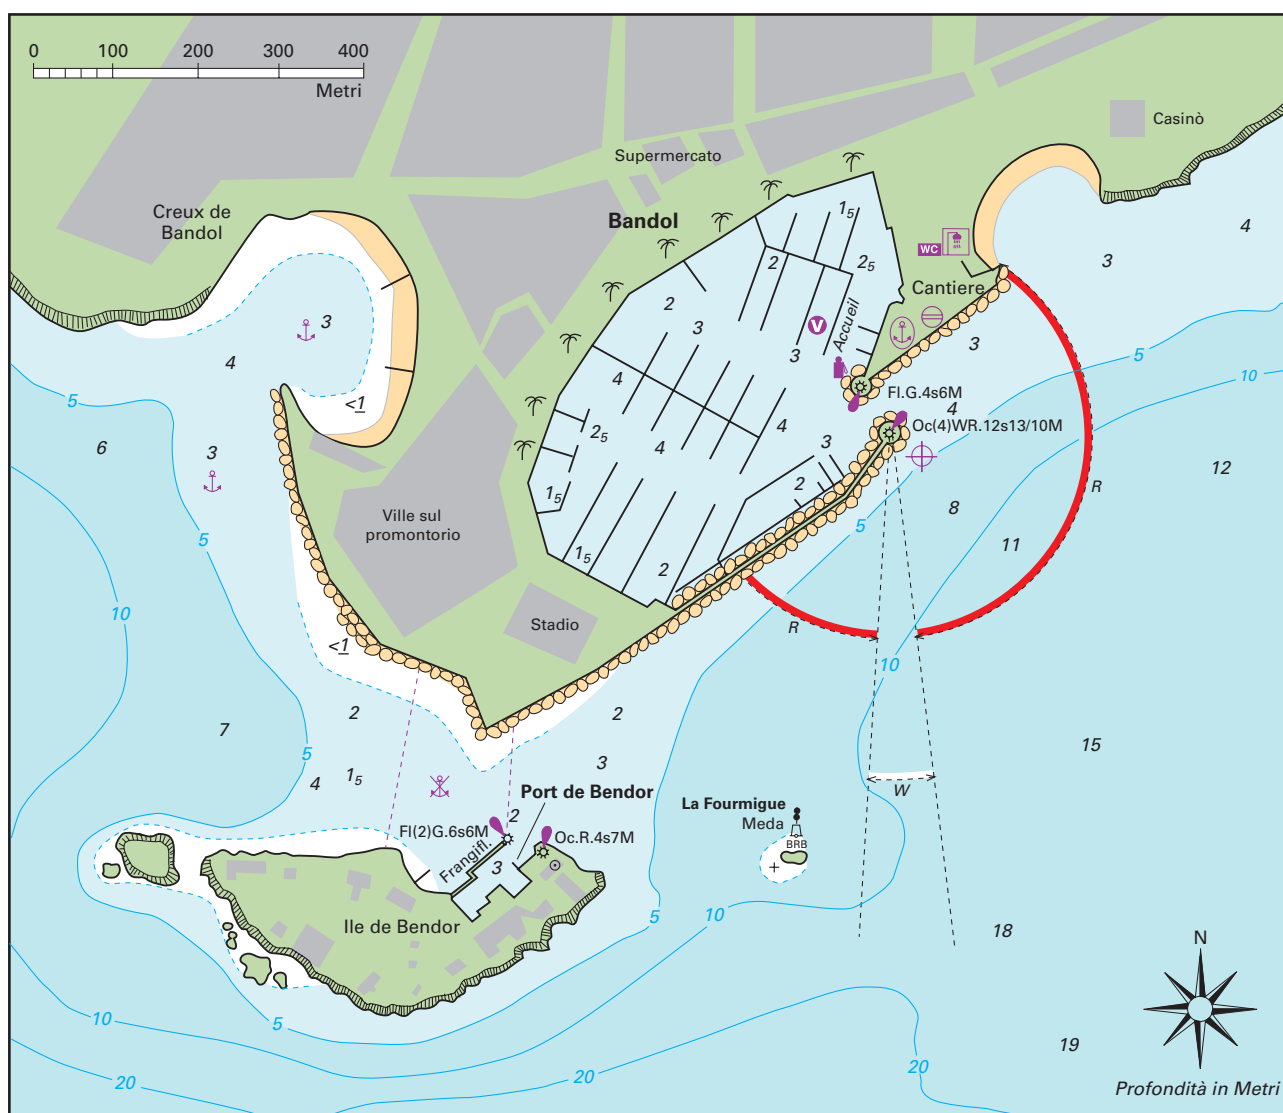 0 100 200 300 400
Metri
Casinò
Supermercato
Creux de
Bandol
Bandol
1₅
4
3
2
2₅
WC
Cantiere
2
3
3
V
Accueil
3
3
5
10
4
4
5
<1
Fl.G.4s6M
4
Oc(4)WR.12s13/10M
6
3
2₅
4
4
3
12
R
1₅
2
8
5
11
Ville sul
promontorio
5
10
1₅
2
Stadio
R
<1
10
7
2
2
5
4
1₅
3
15
W
Port de Bendor
2
La Fourmigue
Meda
BRB
Fl(2)G.6s6M
Oc.R.4s7M
Frangifl.
3
Ile de Bendor
5
10
18
N
10
5
19
20
20
Profondità in Metri